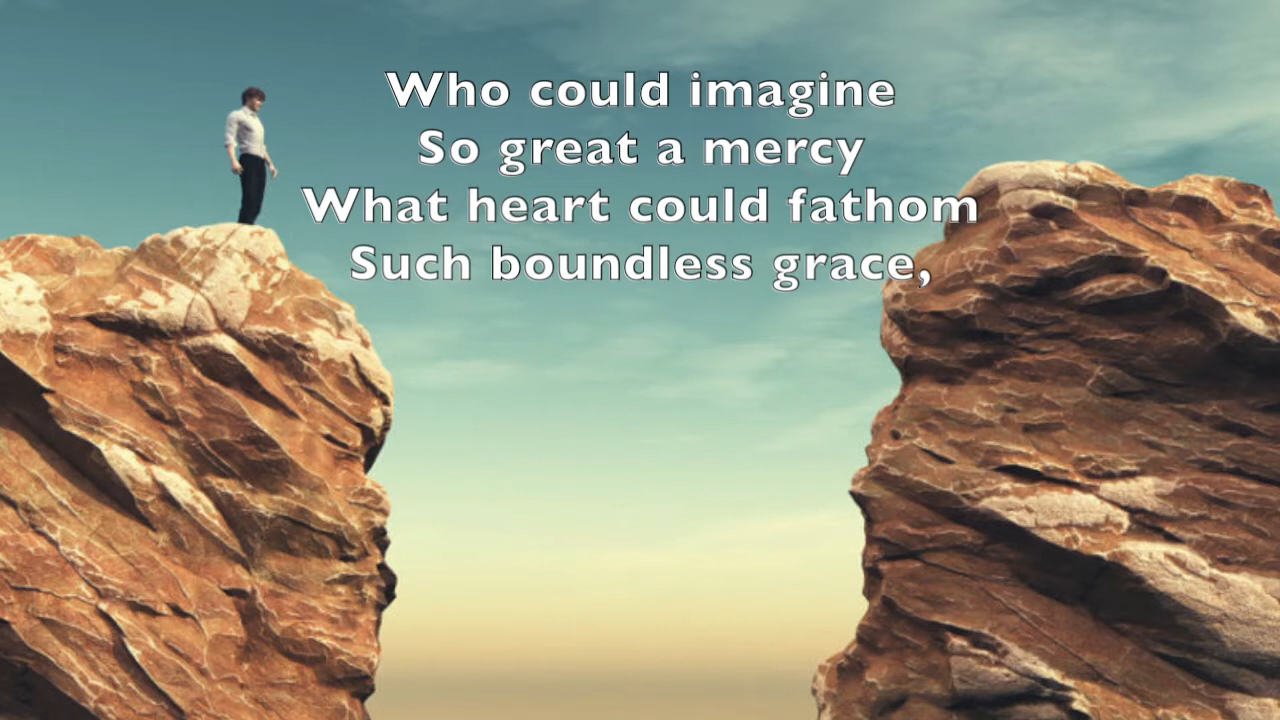 Who could imagine
So great a mercy
What heart could fathom
Such boundless grace,